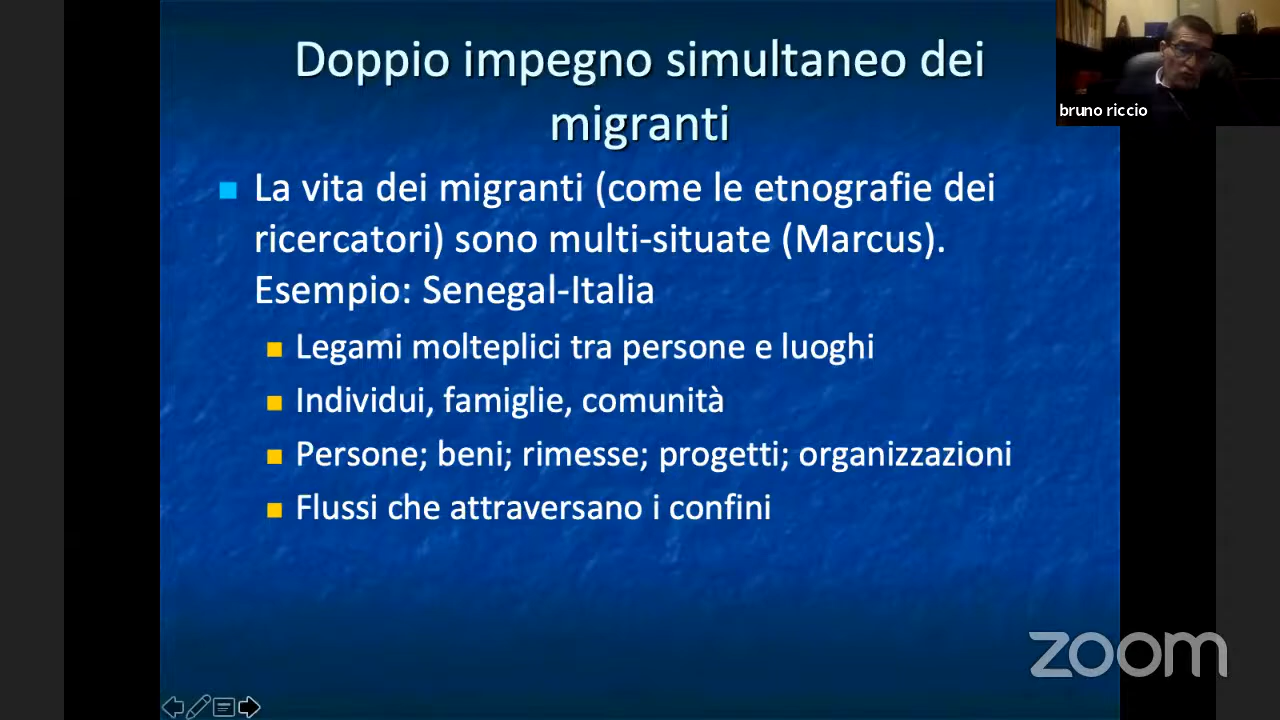 Doppio impegno simultaneo dei
migranti
La vita dei migranti (come le etnografie dei
ricercatori) sono multi-situate (Marcus).
Esempio: Senegal-Italia
Legami molteplici tra persone e luoghi
Individui, famiglie, comunità
Persone; beni; rimesse; progetti; organizzazioni
Flussi che attraversano i confini
bruno riccio
zoom